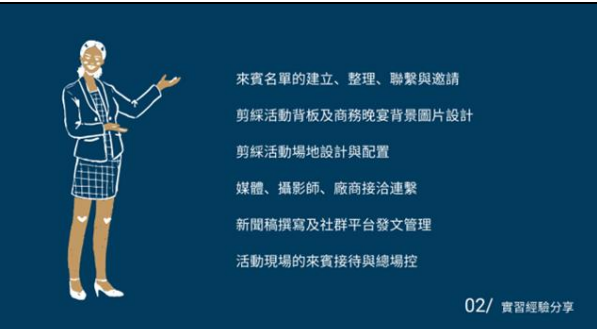 來賓名單的建立、整理、聯繫與邀請
剪綵活動背板及商務晚宴背景圖片設計
剪綵活動場地設計與配置
媒體、攝影師、廠商接洽連繫
新聞稿撰寫及社群平台發文管理
活動現場的來賓接待與總場控
02/ 實習經驗分享